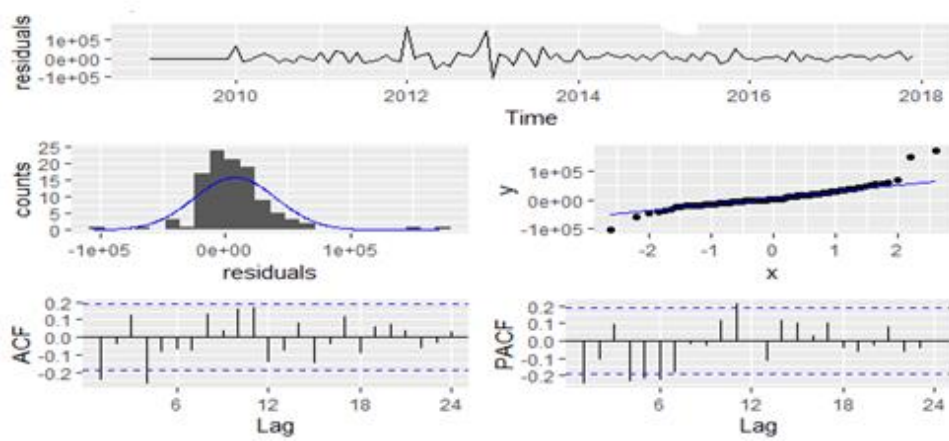 residuals
1e+05
0e+00
-1e+05
2010 2012 2014 2016 2018
Time
counts
25
20
15
10
5
0
-1e+05 0e+00 1e+05
residuals
y
1e+05
0e+00
-1e+05
-2 -1 0 1 2
x
ACF
0.2
0.1
0.0
-0.1
-0.2
6 12 18 24
Lag
PACF
0.2
0.1
0.0
-0.1
-0.2
6 12 18 24
Lag